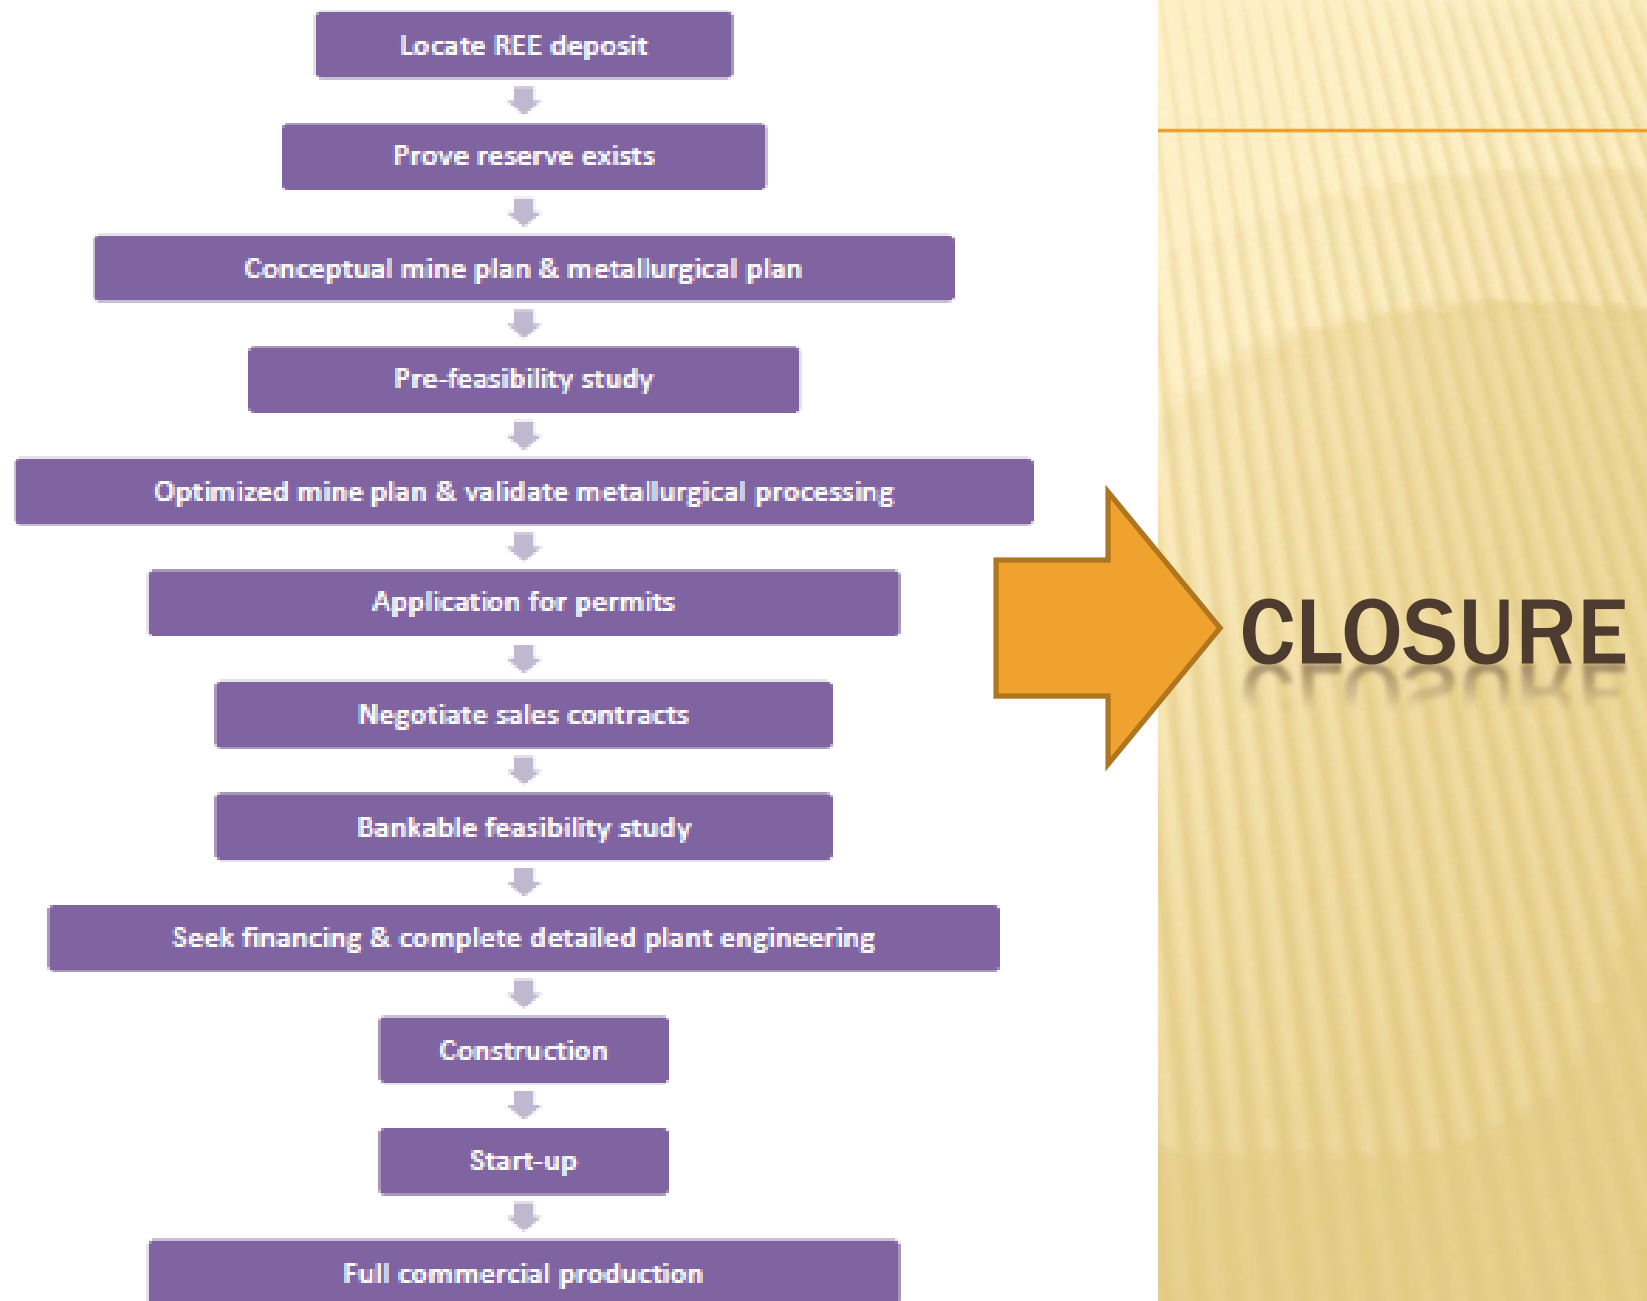 Locate REE deposit
Prove reserve exists
Conceptual mine plan & metallurgical plan
Pre-feasibility study
Optimized mine plan & validate metallurgical processing
Application for permits
Negotiate sales contracts
Bankable feasibility study
Seek financing & complete detailed plant engineering
Construction
Start-up
Full commercial production
CLOSURE